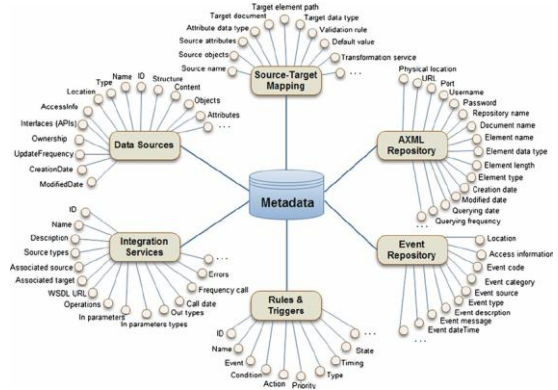 Target element path
Target document
Target data type
Attribute data type
Validation rule
Source attributes
Default value
Source objects
Transformation service
Source name
. . .
Source-Target
Mapping
Physical location
URL
Port
Username
Password
Repository name
Document name
Element name
Element data type
Element length
Element type
Creation date
Modified date
Querying date
Querying frequency
. . .
AXML
Repository
Name
ID
Structure
Type
Content
Location
Objects
AccessInfo
Attributes
Interfaces (APIs)
. . .
Ownership
UpdateFrequency
CreationDate
ModifiedDate
Data Sources
Metadata
ID
Name
Description
Source types
Associated source
Associated target
WSDL URL
Operations
In parameters
In parameters types
Out types
Call date
Frequency call
Errors
. . .
Integration
Services
Location
Access information
Event code
Event category
Event source
Event type
Event descrption
Event message
Event dateTime
. . .
Event
Repository
Rules &
Triggers
ID
Name
Event
Condition
Action
Priority
Type
Timing
State
. . .